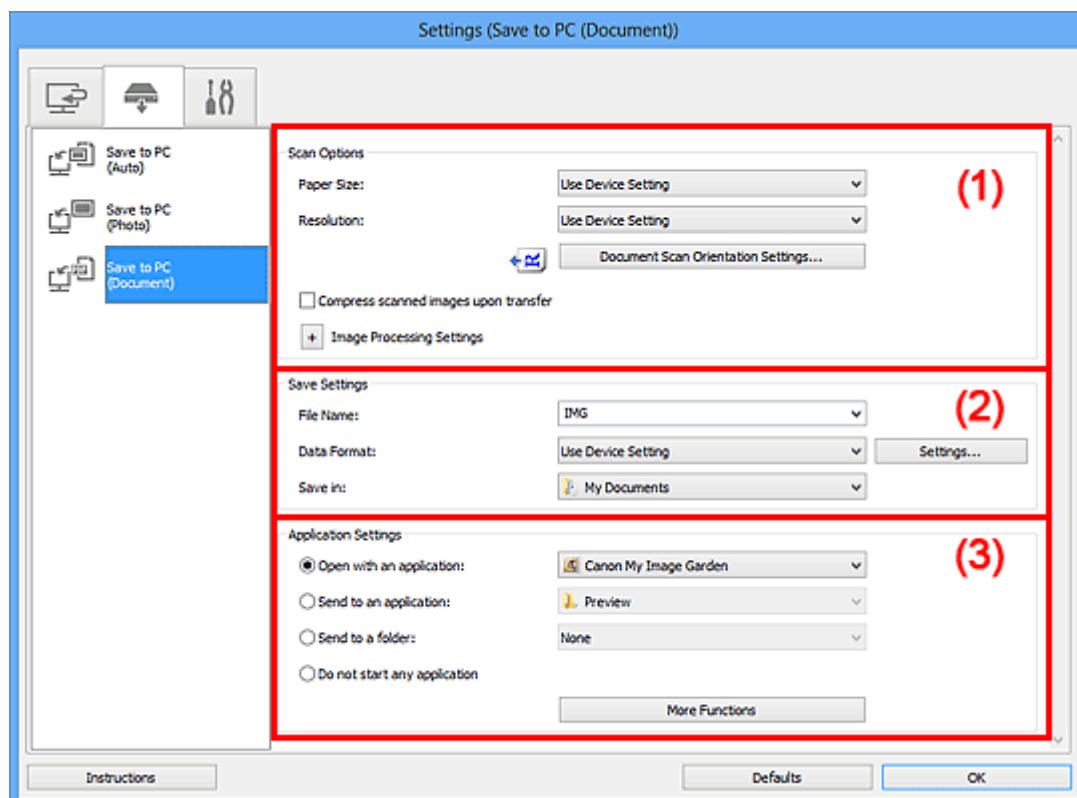 Settings (Save to PC (Document))
Save to PC
(Auto)
Save to PC
(Photo)
Save to PC
(Document)
Scan Options
(1)
Paper Size: Use Device Setting
Resolution: Use Device Setting
Document Scan Orientation Settings...
Compress scanned images upon transfer
+ Image Processing Settings
Save Settings
(2)
File Name: IMG
Data Format: Use Device Setting Settings...
Save in: My Documents
Application Settings
(3)
Open with an application: Canon My Image Garden
Send to an application: Preview
Send to a folder: None
Do not start any application
More Functions
Instructions Defaults OK